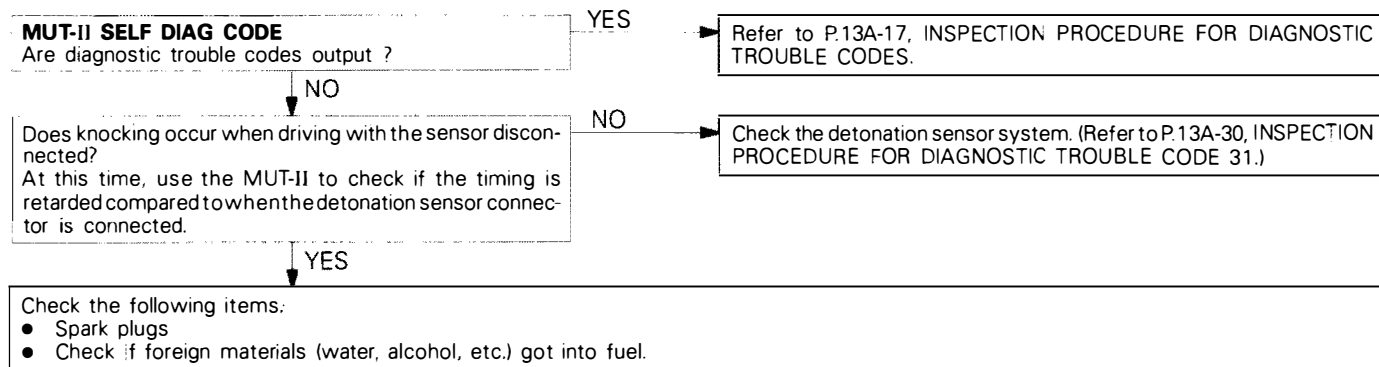 MUT-II SELF DIAG CODE
Are diagnostic trouble codes output ?
YES
Refer to P.13A-17, INSPECTION PROCEDURE FOR DIAGNOSTIC
TROUBLE CODES.
NO
Does knocking occur when driving with the sensor discon-
nected?
At this time, use the MUT-II to check if the timing is
retarded compared to when the detonation sensor connec-
tor is connected.
NO
Check the detonation sensor system. (Refer to P.13A-30, INSPECTION
PROCEDURE FOR DIAGNOSTIC TROUBLE CODE 31.)
YES
Check the following items:
● Spark plugs
● Check if foreign materials (water, alcohol, etc.) got into fuel.